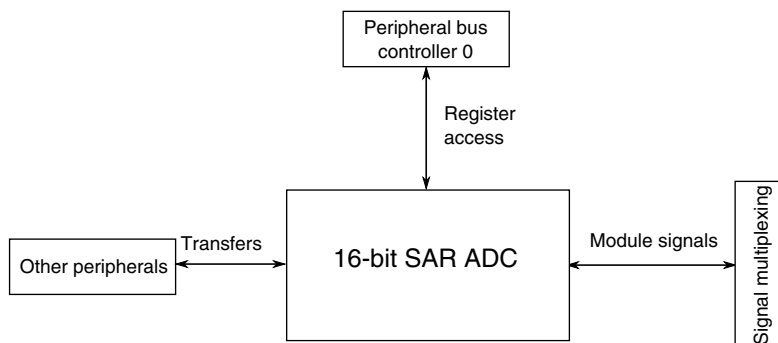 Peripheral bus
controller 0
Register
access
Signal multiplexing
Transfers
16-bit SAR ADC
Module signals
Other peripherals